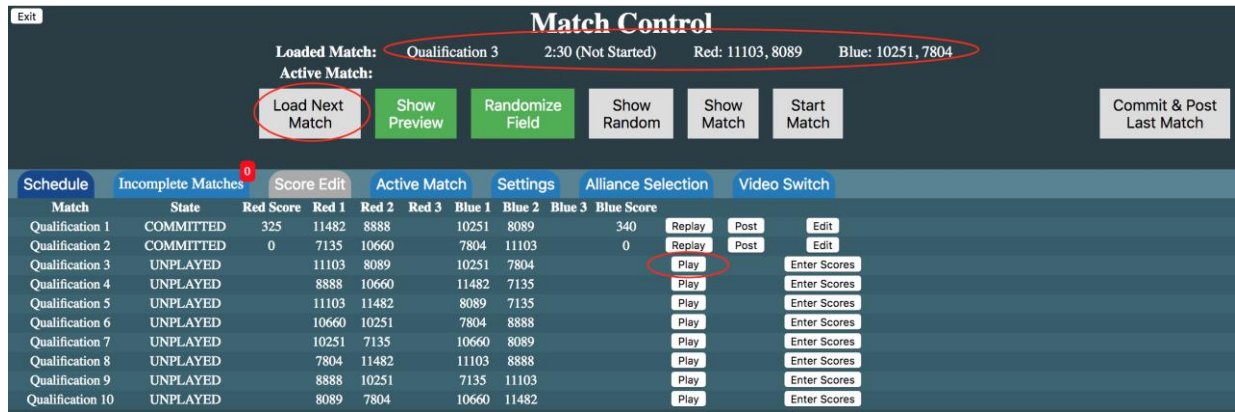 Exit
Match Control
Loaded Match: Qualification 3 2:30 (Not Started) Red: 11103, 8089 Blue: 10251, 7804
Active Match:
Load Next Match Show Preview Randomize Field Show Random Show Match Start Match Commit & Post Last Match
Schedule Incomplete Matches 0 Score Edit Active Match Settings Alliance Selection Video Switch
Match State Red Score Red 1 Red 2 Red 3 Blue 1 Blue 2 Blue 3 Blue Score
Qualification 1 COMMITTED 325 11482 8888 10251 8089 340 Replay Post Edit
Qualification 2 COMMITTED 0 7135 10660 7804 11103 0 Replay Post Edit
Qualification 3 UNPLAYED 11103 8089 10251 7804 Play Enter Scores
Qualification 4 UNPLAYED 8888 10660 11482 7135 Play Enter Scores
Qualification 5 UNPLAYED 11103 11482 8089 7135 Play Enter Scores
Qualification 6 UNPLAYED 10660 10251 7804 8888 Play Enter Scores
Qualification 7 UNPLAYED 10251 7135 10660 8089 Play Enter Scores
Qualification 8 UNPLAYED 7804 11482 11103 8888 Play Enter Scores
Qualification 9 UNPLAYED 8888 10251 7135 11103 Play Enter Scores
Qualification 10 UNPLAYED 8089 7804 10660 11482 Play Enter Scores